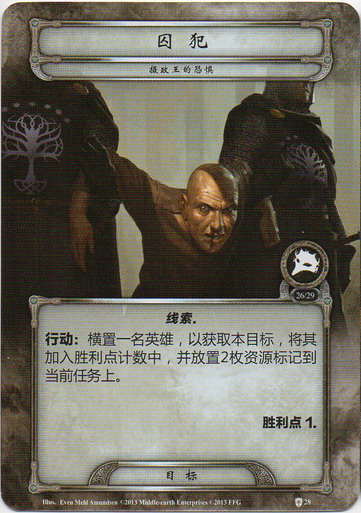 囚犯
摄政王的恐惧
26/29
线索.
行动：横置一名英雄，以获取本目标，将其
加入胜利点计数中，并放置2枚资源标记到
当前任务上。
胜利点 1.
目标
Illus. Even Mehl Amundsen ©2013 Middle-earth Enterprises ©2013 FFG
28